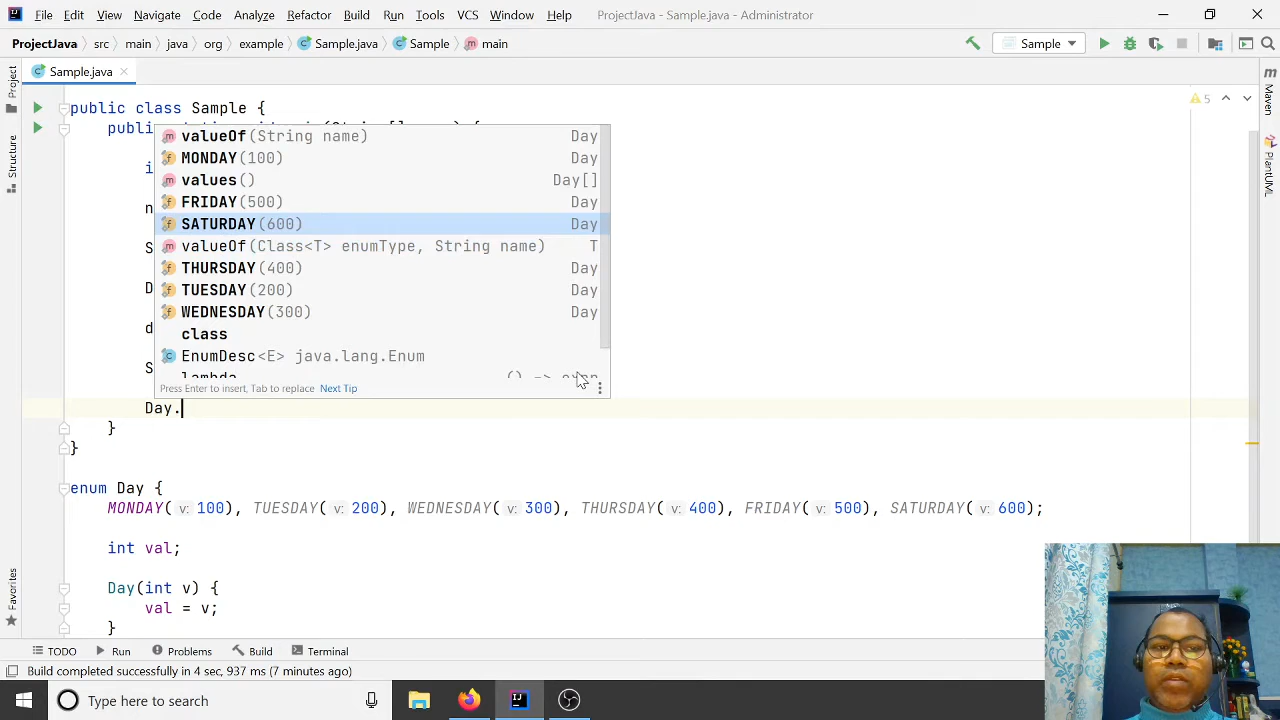 File Edit View Navigate Code Analyze Refactor Build Run Tools VCS Window Help ProjectJava - Sample.java - Administrator
ProjectJava src main java org example Sample.java Sample main Sample
Sample.java
Project
Structure
Favorites
Maven
PlantUML
5
public class Sample {
valueOf(String name) Day
MONDAY(100) Day
values() Day[]
FRIDAY(500) Day
SATURDAY(600) Day
valueOf(Class<T> enumType, String name) T
THURSDAY(400) Day
TUESDAY(200) Day
WEDNESDAY(300) Day
class
EnumDesc<E> java.lang.Enum
lambda () -> expr
Press Enter to insert, Tab to replace Next Tip
Day.
}
}
enum Day {
MONDAY( v: 100), TUESDAY( v: 200), WEDNESDAY( v: 300), THURSDAY( v: 400), FRIDAY( v: 500), SATURDAY( v: 600);
int val;
Day(int v) {
val = v;
}
TODO Run Problems Build Terminal
Build completed successfully in 4 sec, 937 ms (7 minutes ago)
Type here to search